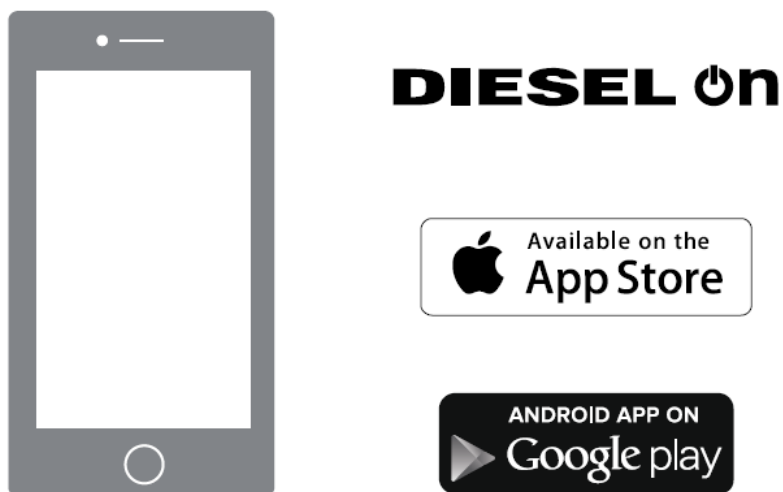 DIESEL On
Available on the
App Store
ANDROID APP ON
Google play